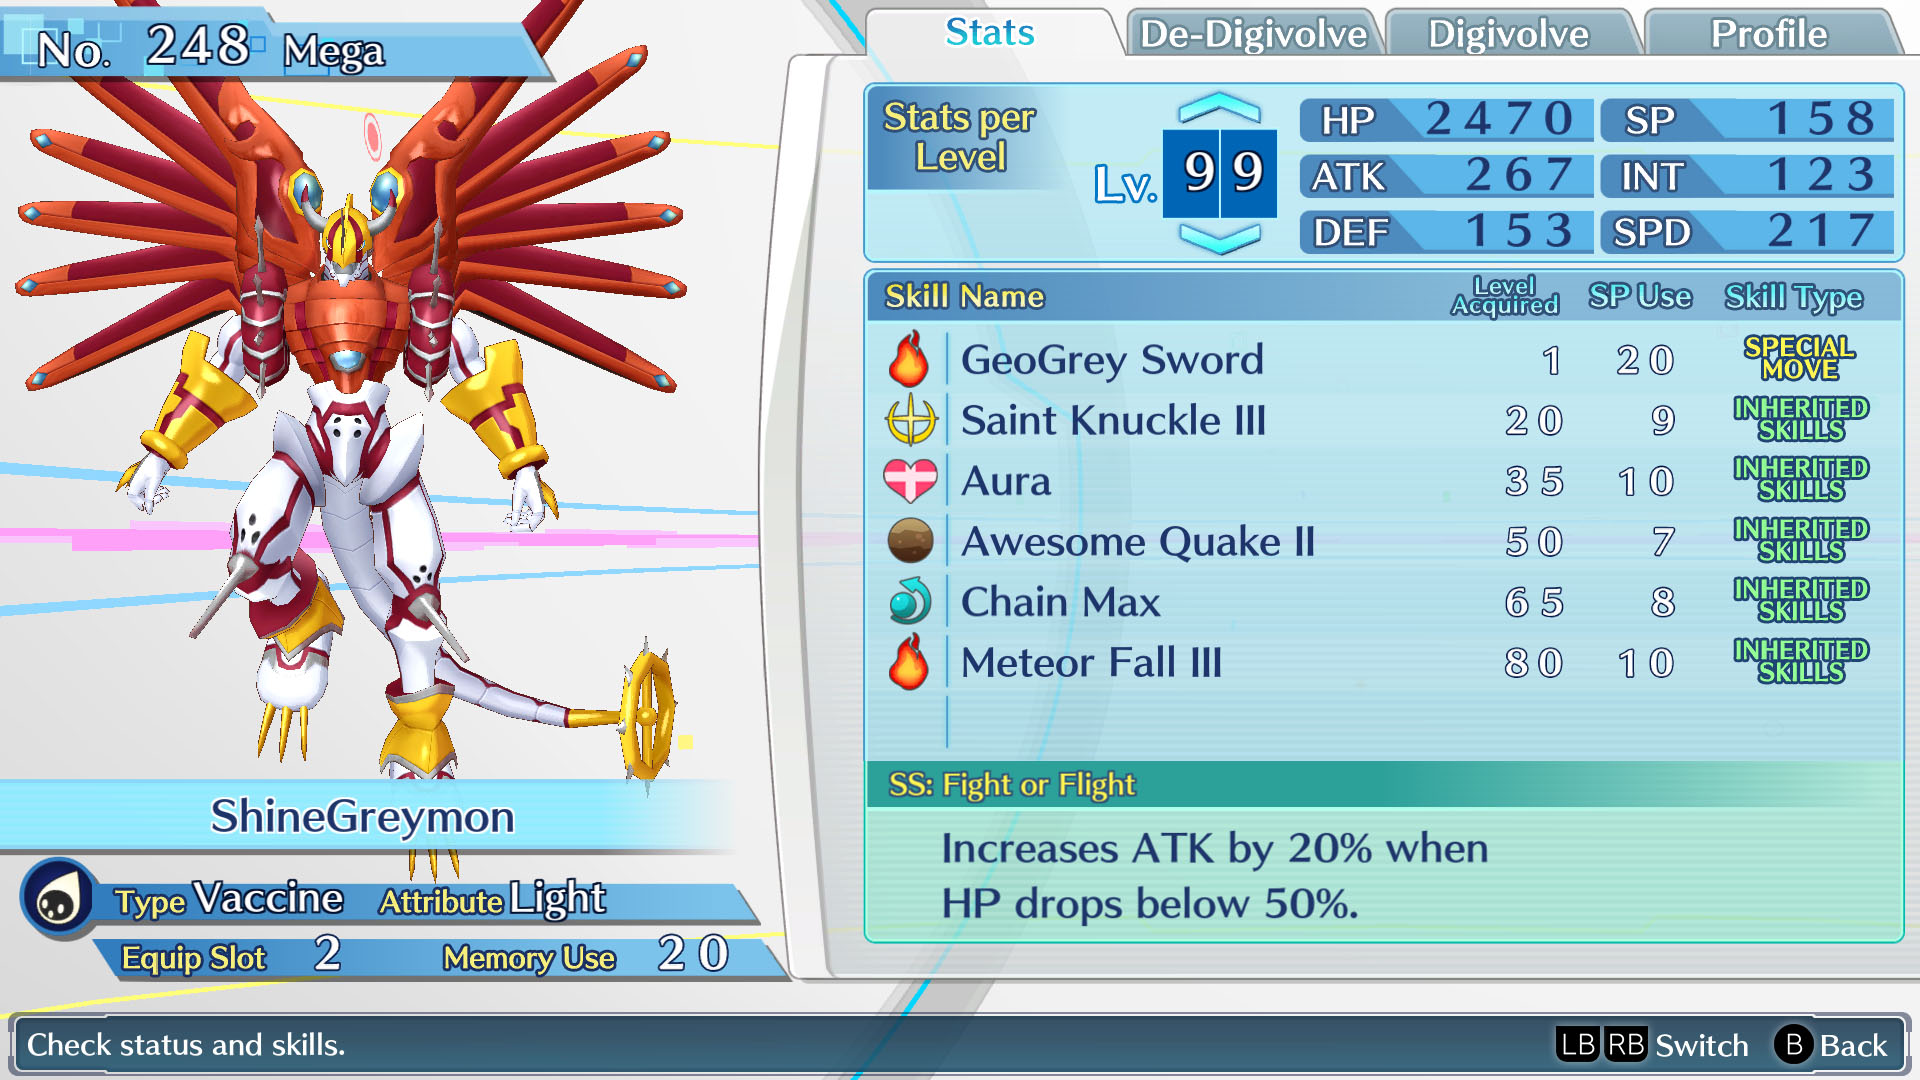 No. 248 Mega
Stats
De-Digivolve
Digivolve
Profile
Stats per
Level
Lv. 99
HP 2470
SP 158
ATK 267
INT 123
DEF 153
SPD 217
Skill Name Level Acquired SP Use Skill Type
GeoGrey Sword 1 20 SPECIAL MOVE
Saint Knuckle III 20 9 INHERITED SKILLS
Aura 35 10 INHERITED SKILLS
Awesome Quake II 50 7 INHERITED SKILLS
Chain Max 65 8 INHERITED SKILLS
Meteor Fall III 80 10 INHERITED SKILLS
SS: Fight or Flight
Increases ATK by 20% when
HP drops below 50%.
ShineGreymon
Type Vaccine Attribute Light
Equip Slot 2 Memory Use 20
Check status and skills.
LB RB Switch B Back